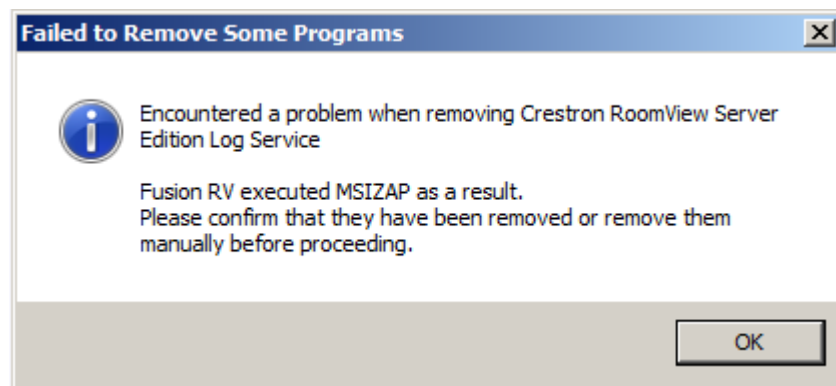 Failed to Remove Some Programs
Encountered a problem when removing Crestron RoomView Server
Edition Log Service
Fusion RV executed MSIZAP as a result.
Please confirm that they have been removed or remove them
manually before proceeding.
OK